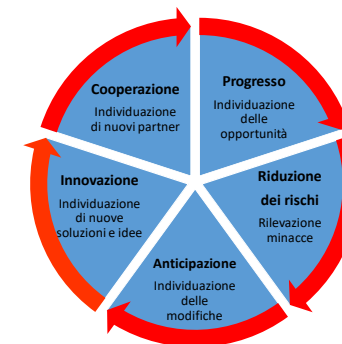 Cooperazione
Individuazione
di nuovi partner
Progresso
Individuazione
delle
opportunità
Riduzione
dei rischi
Rilevazione
minacce
Anticipazione
Individuazione
delle
modifiche
Innovazione
Individuazione
di nuove
soluzioni e idee